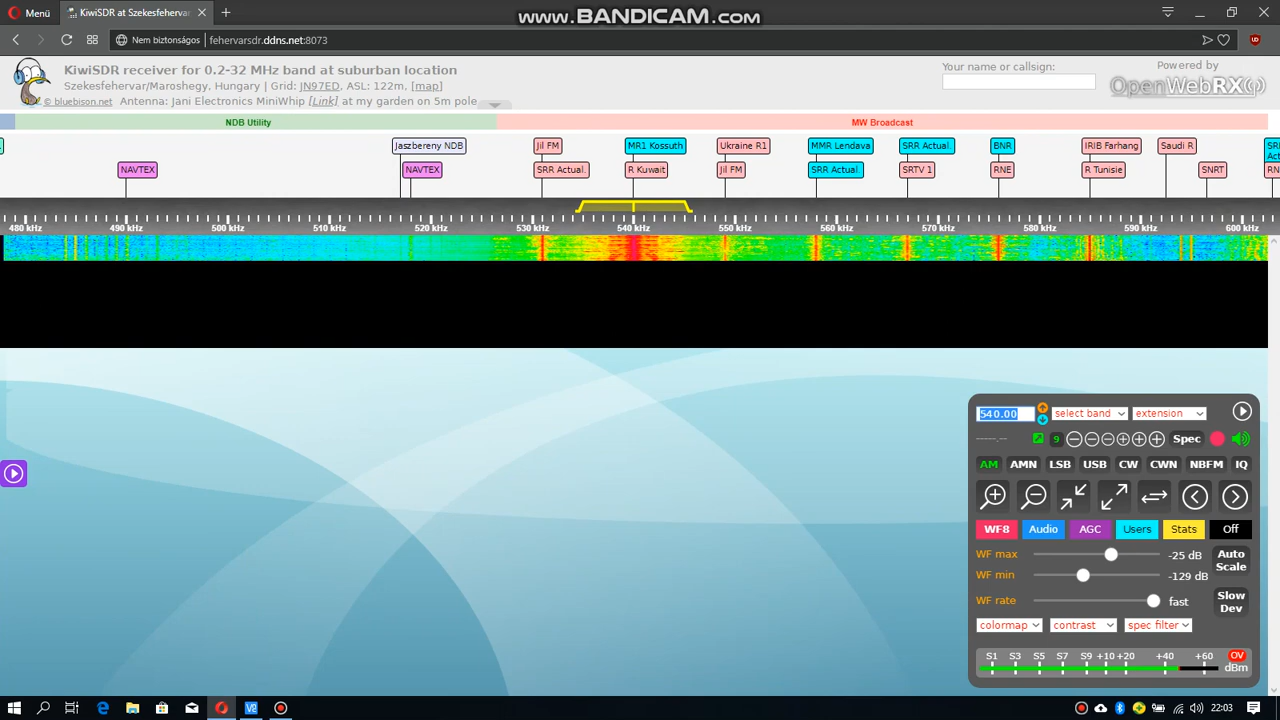 Menü
KiwiSDR at Szekesfehervar
www.BANDICAM.com
Nem biztonságos
fehervarsdr.ddns.net:8073
KiwiSDR receiver for 0.2-32 MHz band at suburban location
Szekesfehervar/Maroshegy. Hungary | Grid: JN97ED, ASL: 122m, [map]
© bluebison.net
Antenna: Jani Electronics MiniWhip [Link] at my garden on 5m pole
Your name or callsign:
Powered by
OpenWebRX
NDB Utility
MW Broadcast
Jaszbereny NDB
Jil FM
MR1 Kossuth
Ukraine R1
MMR Lendava
SRR Actual.
BNR
IRIB Farhang
Saudi R
NAVTEX
NAVTEX
SRR Actual.
R Kuwait
Jil FM
SRR Actual.
SRTV 1
RNE
R Tunisie
SNRT
480 kHz
490 kHz
500 kHz
510 kHz
520 kHz
530 kHz
540 kHz
550 kHz
560 kHz
570 kHz
580 kHz
590 kHz
600 kHz
540.00
select band
extension
-----.--
9
Spec
AM
AMN
LSB
USB
CW
CWN
NBFM
IQ
WF8
Audio
AGC
Users
Stats
Off
WF max
-25 dB
Auto
Scale
WF min
-129 dB
WF rate
fast
Slow
Dev
colormap
contrast
spec filter
S1
S3
S5
S7
S9
+10
+20
+40
+60
OV
dBm
22:03